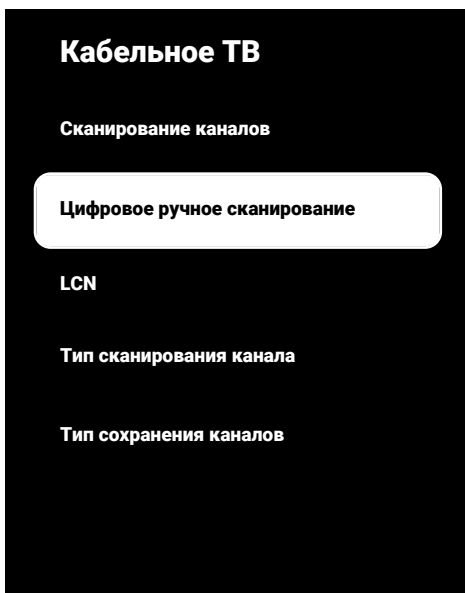 Кабельное ТВ
Сканирование каналов
Цифровое ручное сканирование
LCN
Тип сканирования канала
Тип сохранения каналов